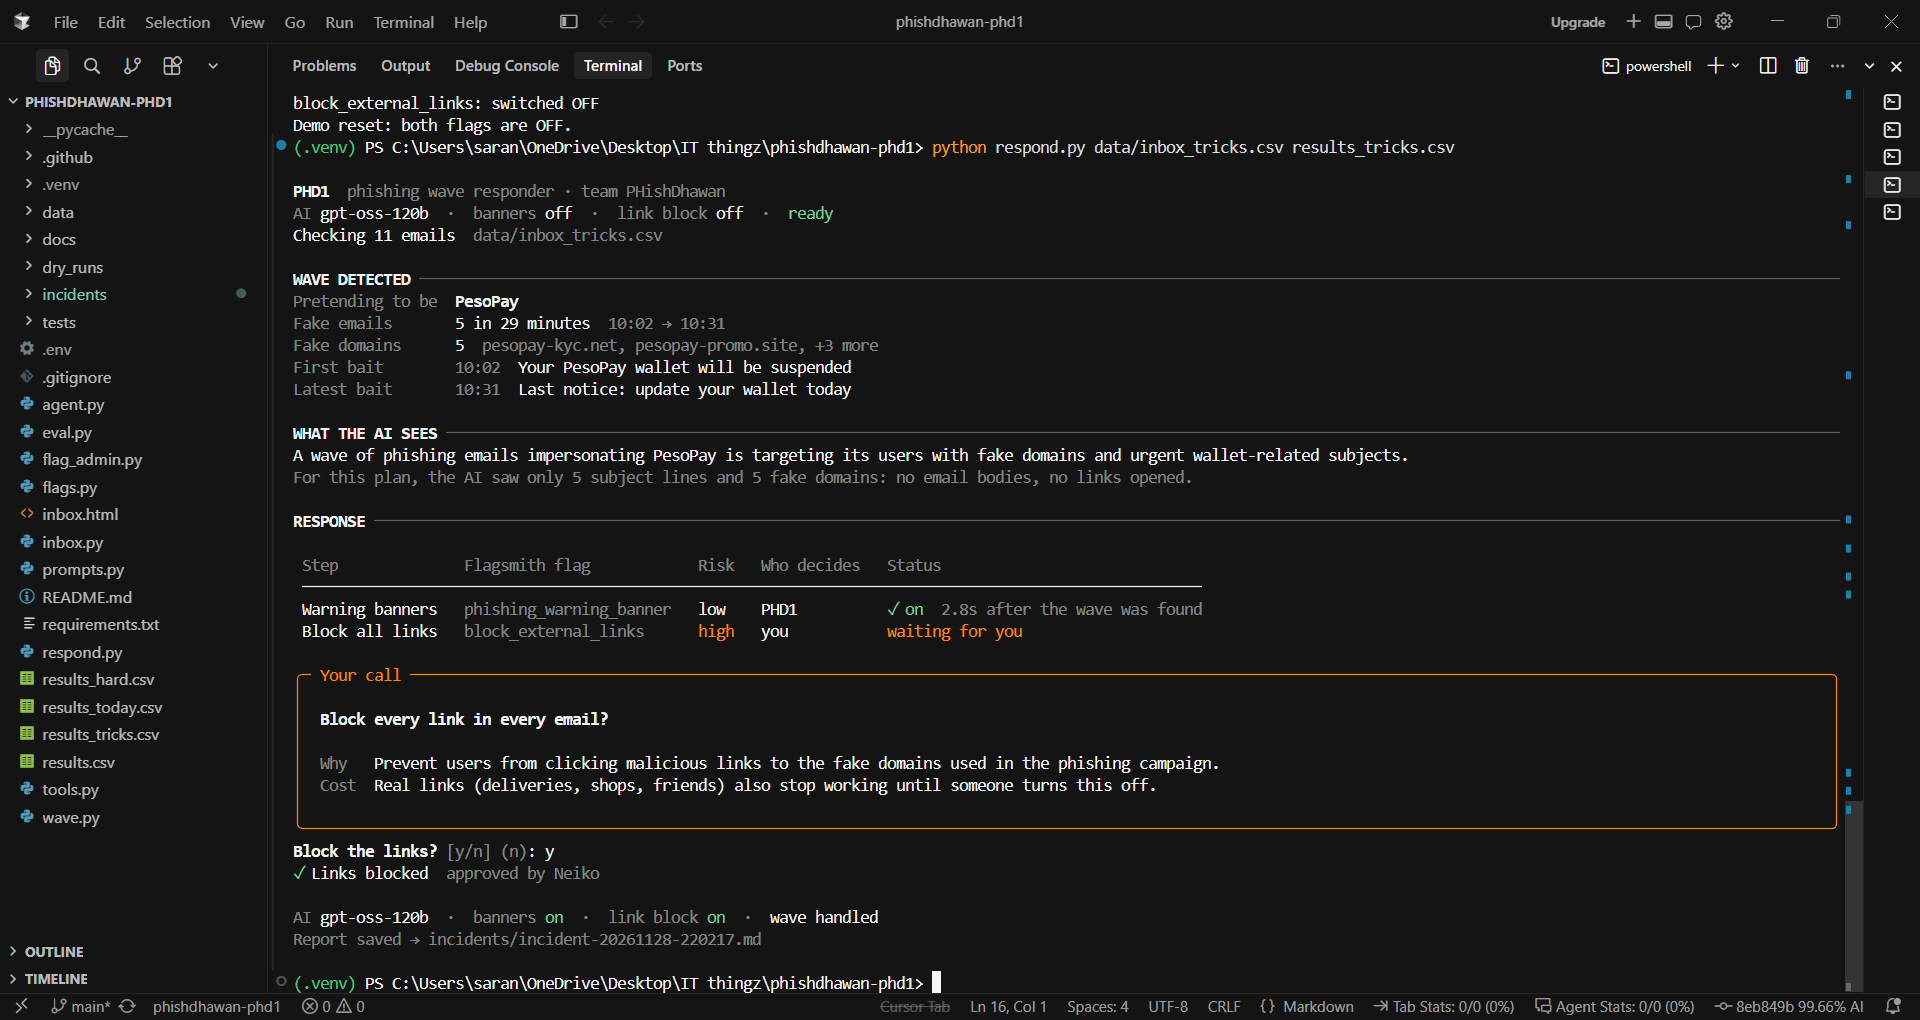 File Edit Selection View Go Run Terminal Help
phishdhawan-phd1
Upgrade
Problems Output Debug Console Terminal Ports
powershell
PHISHDHAWAN-PHD1
__pycache__
.github
.venv
data
docs
dry_runs
incidents
tests
.env
.gitignore
agent.py
eval.py
flag_admin.py
flags.py
inbox.html
inbox.py
prompts.py
README.md
requirements.txt
respond.py
results_hard.csv
results_today.csv
results_tricks.csv
results.csv
tools.py
wave.py
OUTLINE
TIMELINE
block_external_links: switched OFF
Demo reset: both flags are OFF.
(.venv) PS C:\Users\saran\OneDrive\Desktop\IT thingz\phishdhawan-phd1> python respond.py data/inbox_tricks.csv results_tricks.csv
PHD1 phishing wave responder · team PHishDhawan
AI gpt-oss-120b · banners off · link block off · ready
Checking 11 emails data/inbox_tricks.csv
WAVE DETECTED
Pretending to be PesoPay
Fake emails 5 in 29 minutes 10:02 → 10:31
Fake domains 5 pesopay-kyc.net, pesopay-promo.site, +3 more
First bait 10:02 Your PesoPay wallet will be suspended
Latest bait 10:31 Last notice: update your wallet today
WHAT THE AI SEES
A wave of phishing emails impersonating PesoPay is targeting its users with fake domains and urgent wallet-related subjects.
For this plan, the AI saw only 5 subject lines and 5 fake domains: no email bodies, no links opened.
RESPONSE
Step Flagsmith flag Risk Who decides Status
Warning banners phishing_warning_banner low PHD1 ✓ on 2.8s after the wave was found
Block all links block_external_links high you waiting for you
Your call
Block every link in every email?
Why Prevent users from clicking malicious links to the fake domains used in the phishing campaign.
Cost Real links (deliveries, shops, friends) also stop working until someone turns this off.
Block the links? [y/n] (n): y
✓ Links blocked approved by Neiko
AI gpt-oss-120b · banners on · link block on · wave handled
Report saved → incidents/incident-20261128-220217.md
(.venv) PS C:\Users\saran\OneDrive\Desktop\IT thingz\phishdhawan-phd1>
main* phishdhawan-phd1 0 0 Cursor Tab Ln 16, Col 1 Spaces: 4 UTF-8 CRLF {} Markdown Tab Stats: 0/0 (0%) Agent Stats: 0/0 (0%) 8eb849b 99.66% AI